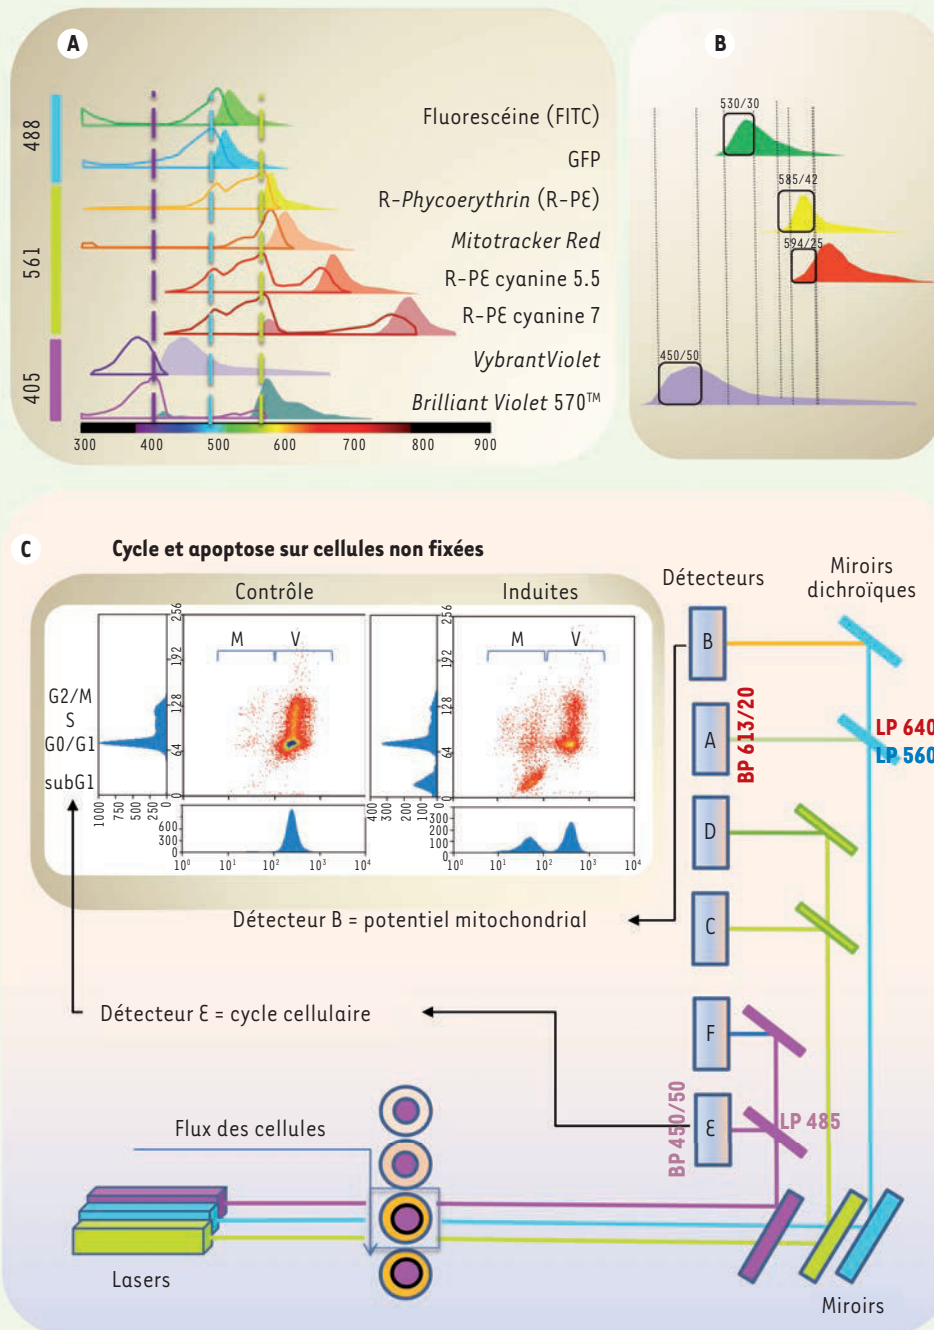 A
488
561
405
Fluorescéine (FITC)
GFP
R-Phycoerythrin (R-PE)
Mitotracker Red
R-PE cyanine 5.5
R-PE cyanine 7
VybrantViolet
Brilliant Violet 570™
300 400 500 600 700 800 900
B
530/30
585/42
594/25
450/50
C
Cycle et apoptose sur cellules non fixées
Contrôle
Induites
M V
M V
256
192
128
64
0
256
192
128
64
0
G2/M
S
G0/G1
subG1
1000 750 500 250 0
400 300 200 100 0
600
300
0
10⁰ 10¹ 10² 10³ 10⁴
300
200
100
0
10⁰ 10¹ 10² 10³ 10⁴
Détecteurs
Miroirs
dichroïques
B
A
BP 613/20
LP 640
LP 560
D
C
F
E
BP 450/50
LP 485
Détecteur B = potentiel mitochondrial
Détecteur E = cycle cellulaire
Flux des cellules
Lasers
Miroirs